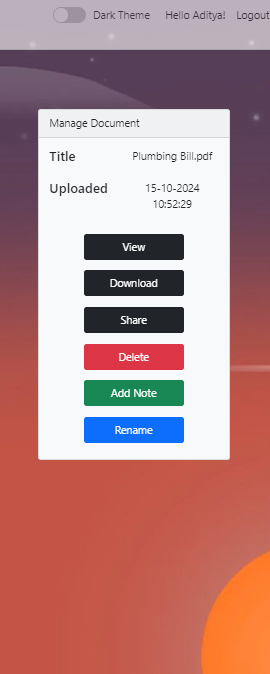 Dark Theme Hello Aditya! Logout
Manage Document
Title Plumbing Bill.pdf
Uploaded 15-10-2024
10:52:29
View
Download
Share
Delete
Add Note
Rename